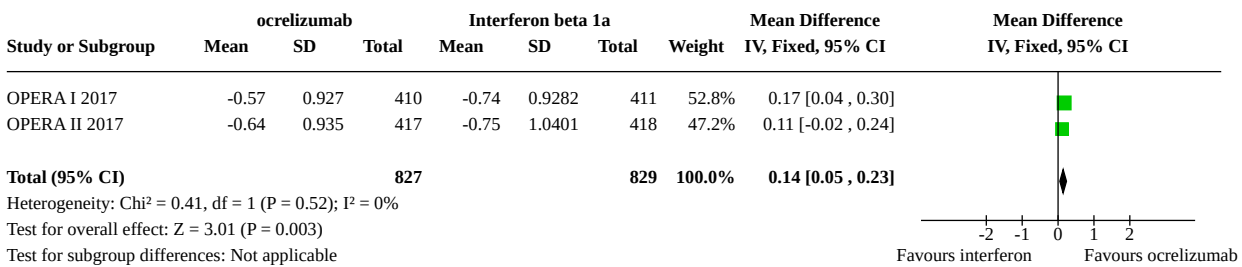 ocrelizumab Interferon beta 1a Mean Difference Mean Difference
Study or Subgroup Mean SD Total Mean SD Total Weight IV, Fixed, 95% CI IV, Fixed, 95% CI
OPERA I 2017 -0.57 0.927 410 -0.74 0.9282 411 52.8% 0.17 [0.04 , 0.30]
OPERA II 2017 -0.64 0.935 417 -0.75 1.0401 418 47.2% 0.11 [-0.02 , 0.24]
Total (95% CI) 827 829 100.0% 0.14 [0.05 , 0.23]
Heterogeneity: Chi² = 0.41, df = 1 (P = 0.52); I² = 0%
Test for overall effect: Z = 3.01 (P = 0.003)
-2 -1 0 1 2
Test for subgroup differences: Not applicable Favours interferon Favours ocrelizumab